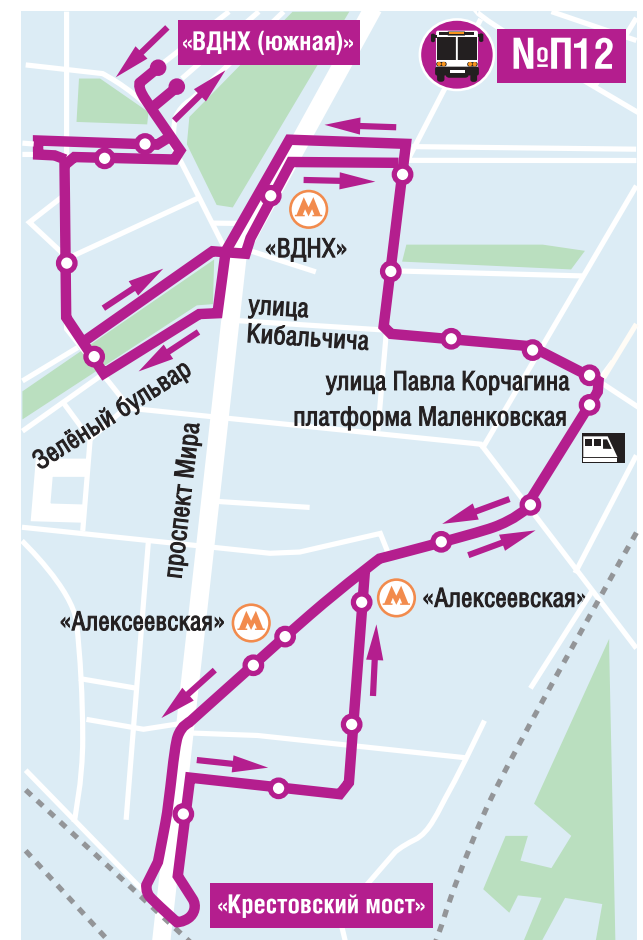 «ВДНХ (южная)»
№П12
М
«ВДНХ»
улица
Кибальчича
улица Павла Корчагина
платформа Маленковская
Зелёный бульвар
проспект Мира
«Алексеевская»
М
М
«Алексеевская»
«Крестовский мост»